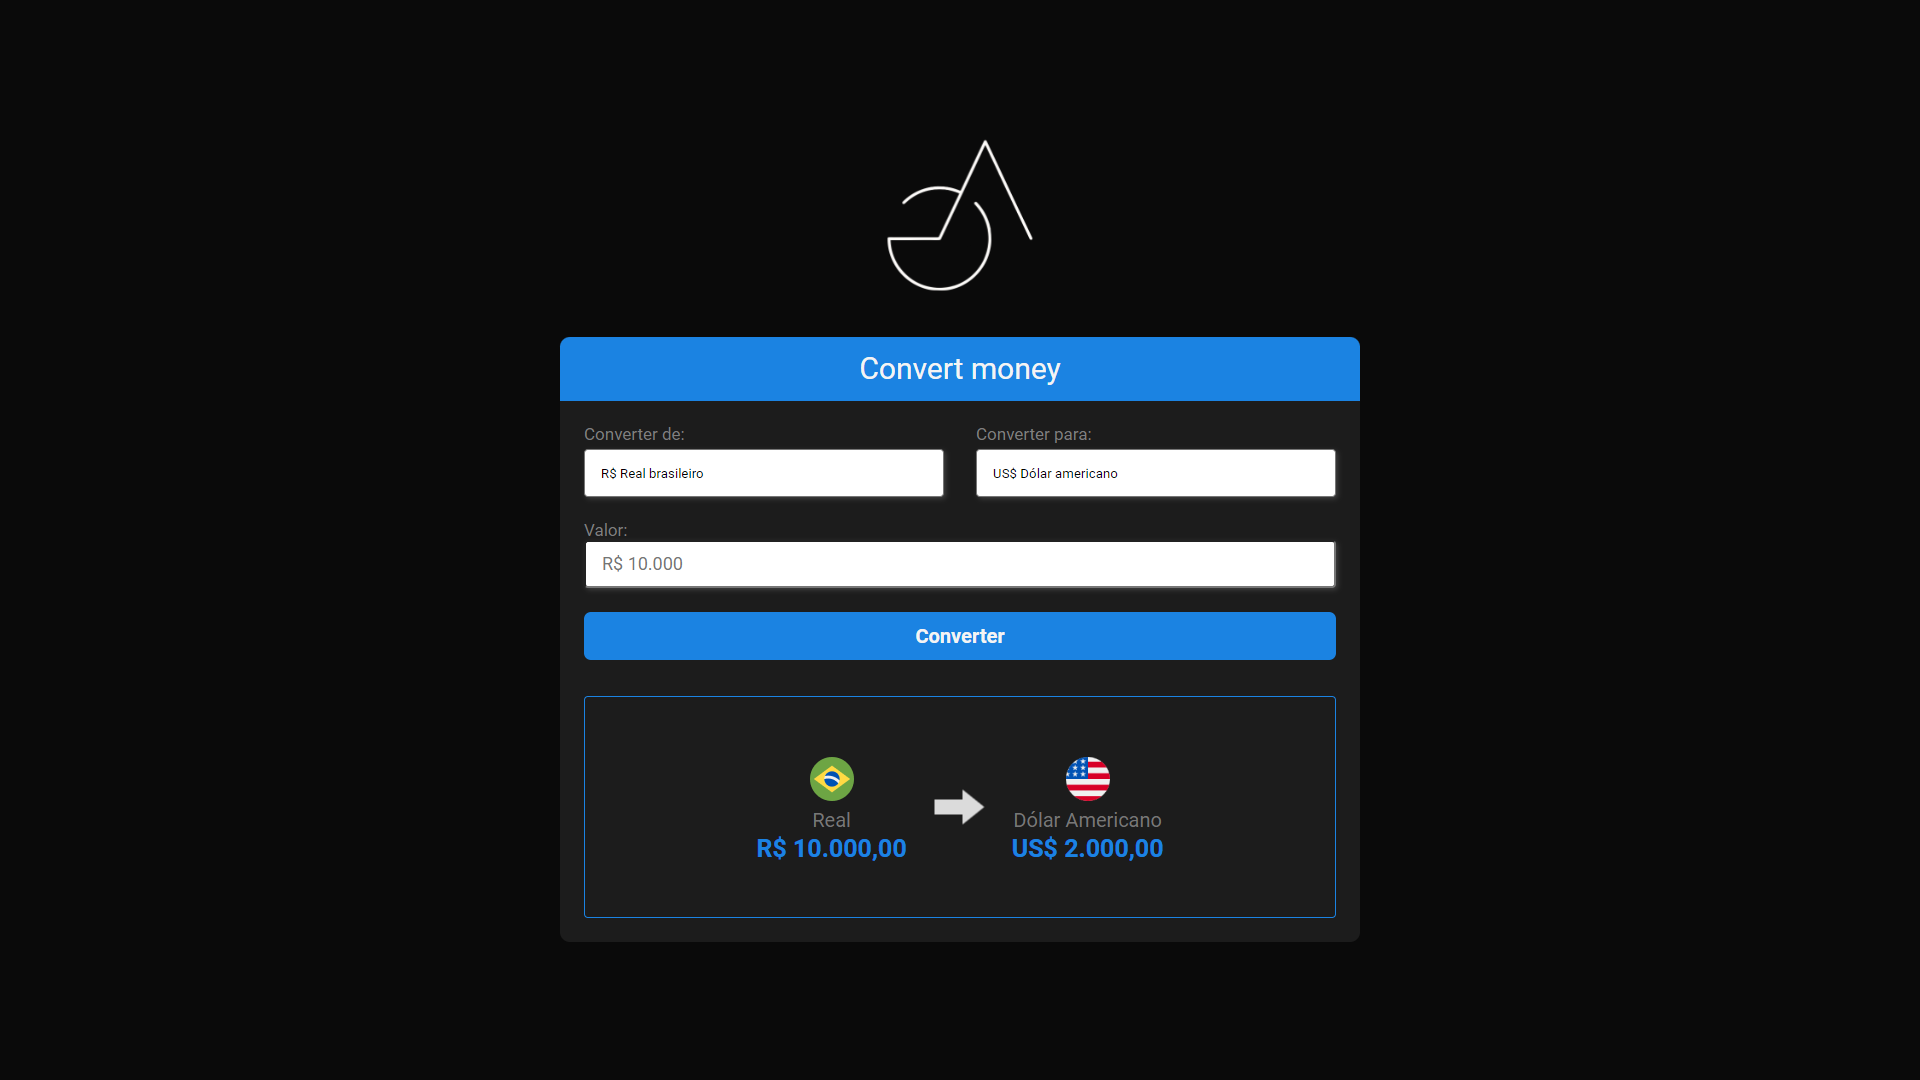 Convert money
Converter de:
Converter para:
R$ Real brasileiro
US$ Dólar americano
Valor:
R$ 10.000
Converter
Real
Dólar Americano
R$ 10.000,00
US$ 2.000,00